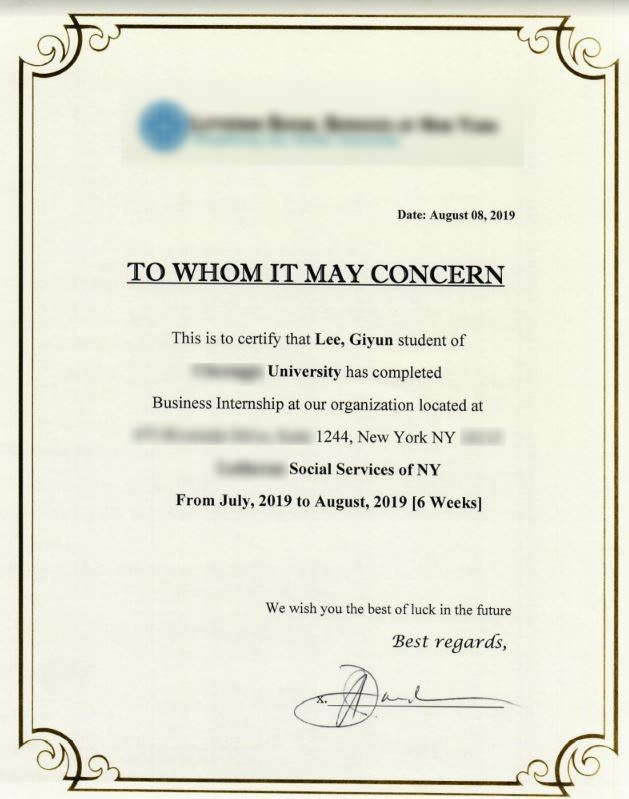 Date: August 08, 2019
TO WHOM IT MAY CONCERN
This is to certify that Lee, Giyun student of
University has completed
Business Internship at our organization located at
1244, New York NY
Social Services of NY
From July, 2019 to August, 2019 [6 Weeks]
We wish you the best of luck in the future
Best regards,
x.